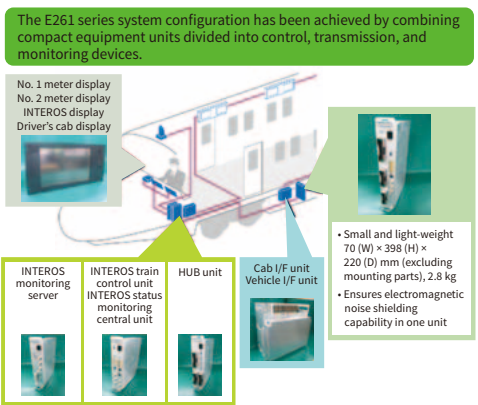 The E261 series system configuration has been achieved by combining
compact equipment units divided into control, transmission, and
monitoring devices.
No. 1 meter display
No. 2 meter display
INTEROS display
Driver's cab display
INTEROS
monitoring
server
INTEROS train
control unit
INTEROS status
monitoring
central unit
HUB unit
Cab I/F unit
Vehicle I/F unit
• Small and light-weight
70 (W) × 398 (H) ×
220 (D) mm (excluding
mounting parts), 2.8 kg
• Ensures electromagnetic
noise shielding
capability in one unit